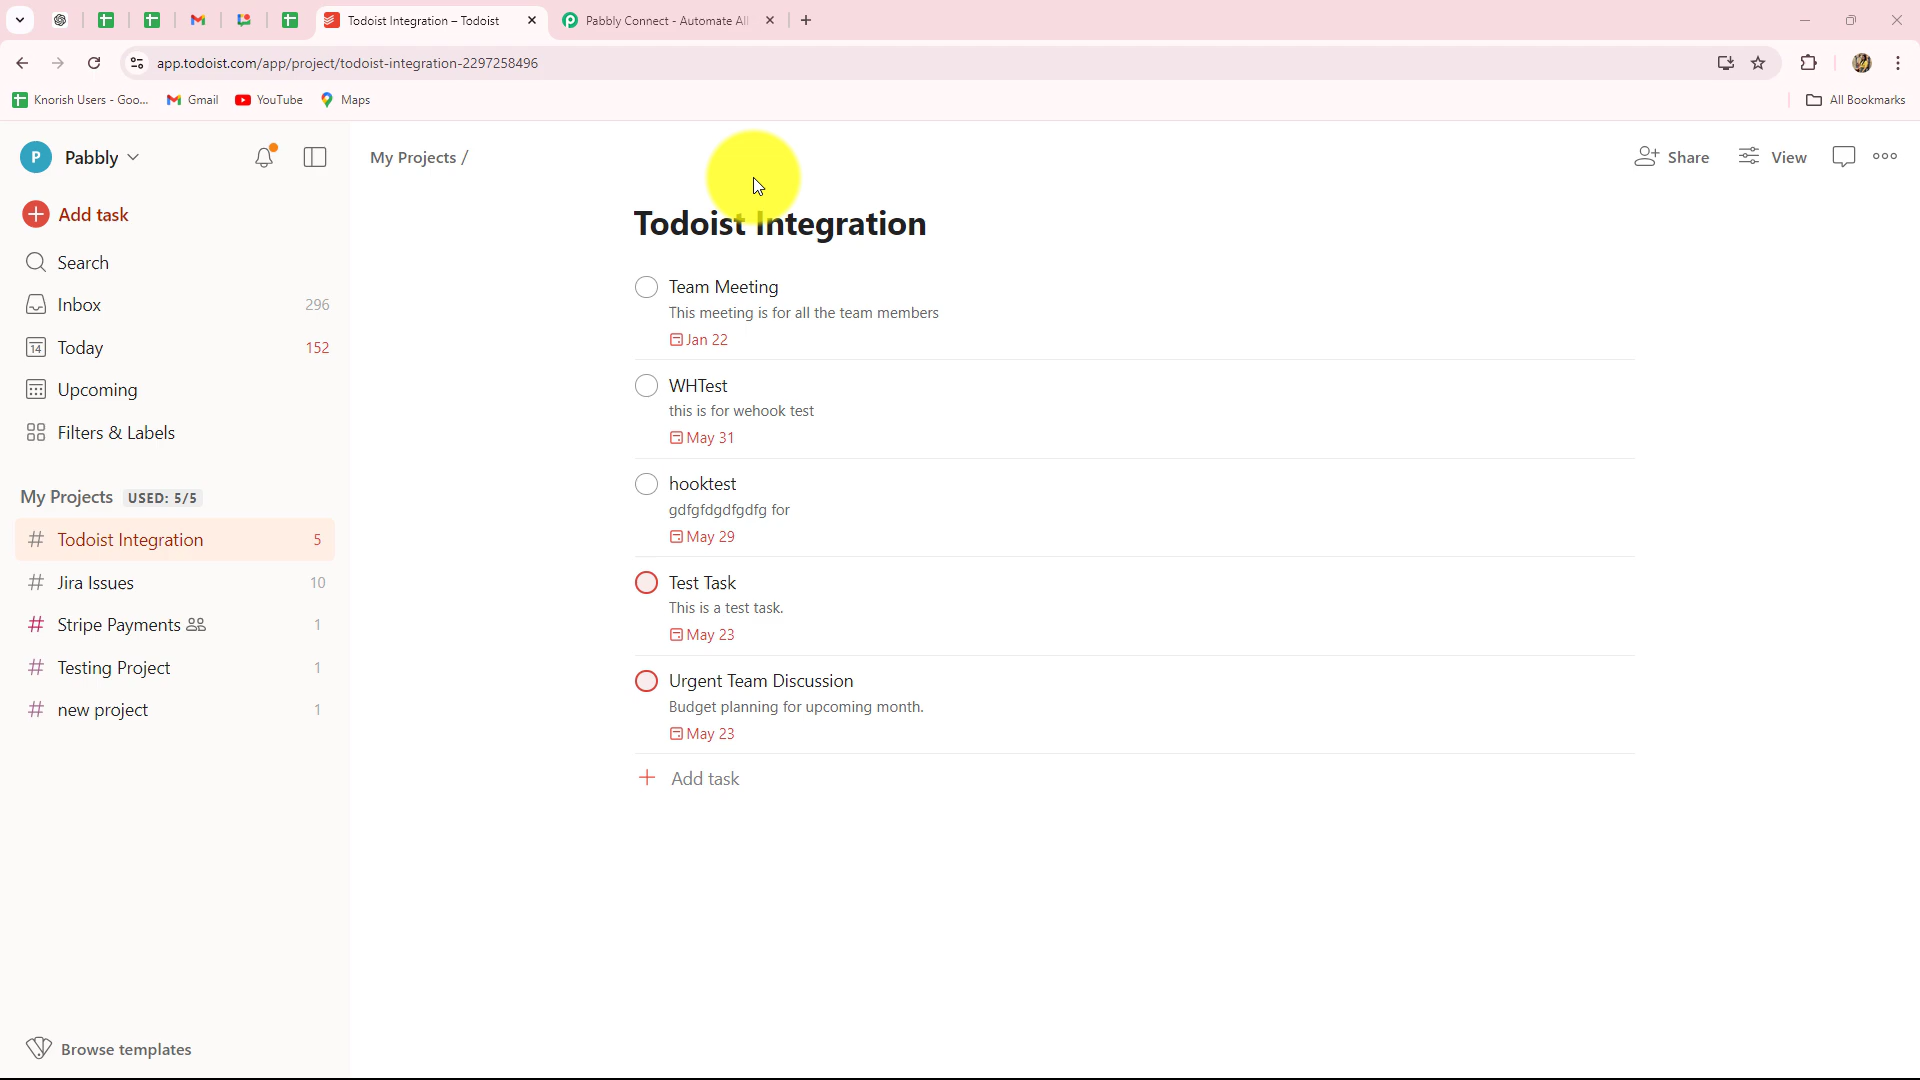 Todoist Integration – Todoist
Pabbly Connect - Automate All
app.todoist.com/app/project/todoist-integration-2297258496
Knorish Users - Goo...
Gmail
YouTube
Maps
All Bookmarks
P
Pabbly
My Projects /
Share
View
Add task
Search
Inbox 296
14
Today 152
Upcoming
Filters & Labels
My Projects USED: 5/5
# Todoist Integration 5
# Jira Issues 10
# Stripe Payments 1
# Testing Project 1
# new project 1
Browse templates
Todoist Integration
Team Meeting
This meeting is for all the team members
Jan 22
WHTest
this is for wehook test
May 31
hooktest
gdfgfdgdfgdfg for
May 29
Test Task
This is a test task.
May 23
Urgent Team Discussion
Budget planning for upcoming month.
May 23
Add task